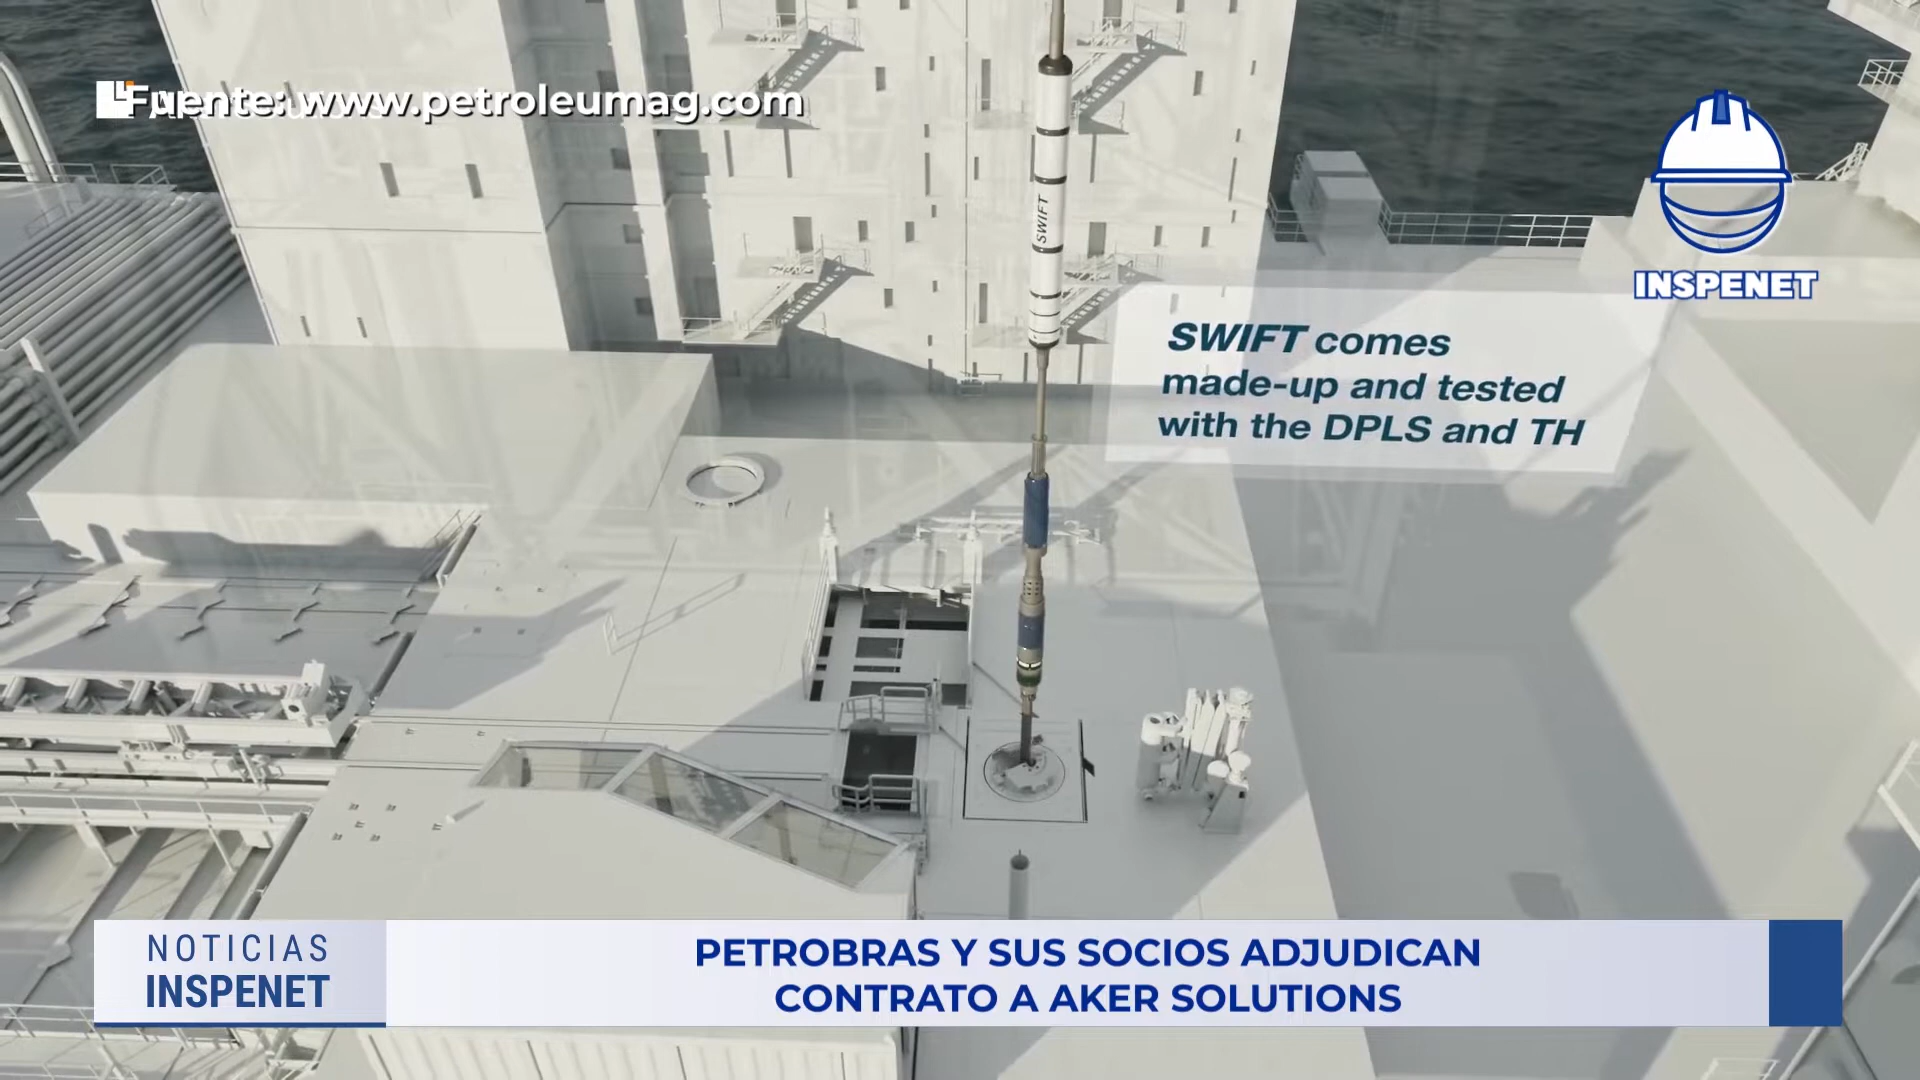 Fuente: www.petroleumag.com
INSPENET
SWIFT
SWIFT comes
made-up and tested
with the DPLS and TH
NOTICIAS
INSPENET
PETROBRAS Y SUS SOCIOS ADJUDICAN
CONTRATO A AKER SOLUTIONS